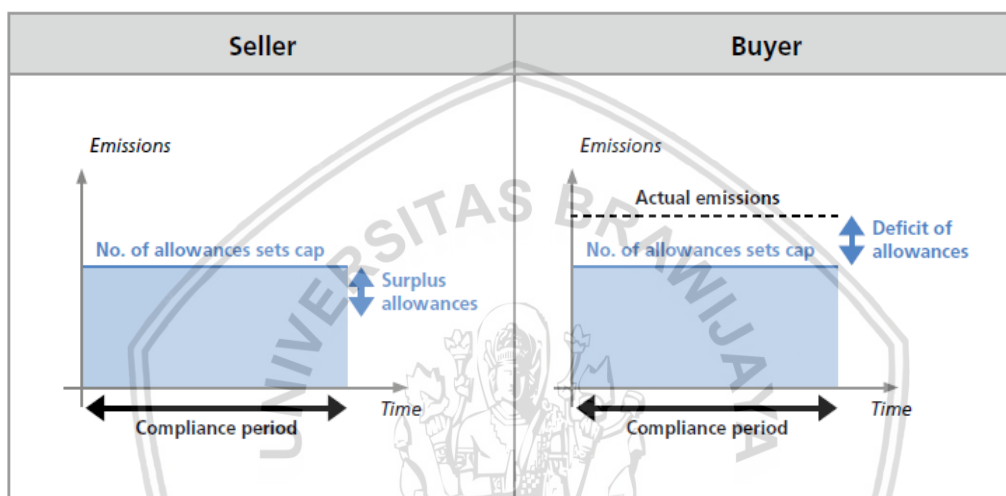 Seller
Buyer
Emissions
No. of allowances sets cap
Surplus
allowances
Time
Compliance period
Emissions
Actual emissions
No. of allowances sets cap
Deficit of
allowances
Time
Compliance period
UNIVERSITAS BRAWIJAYA